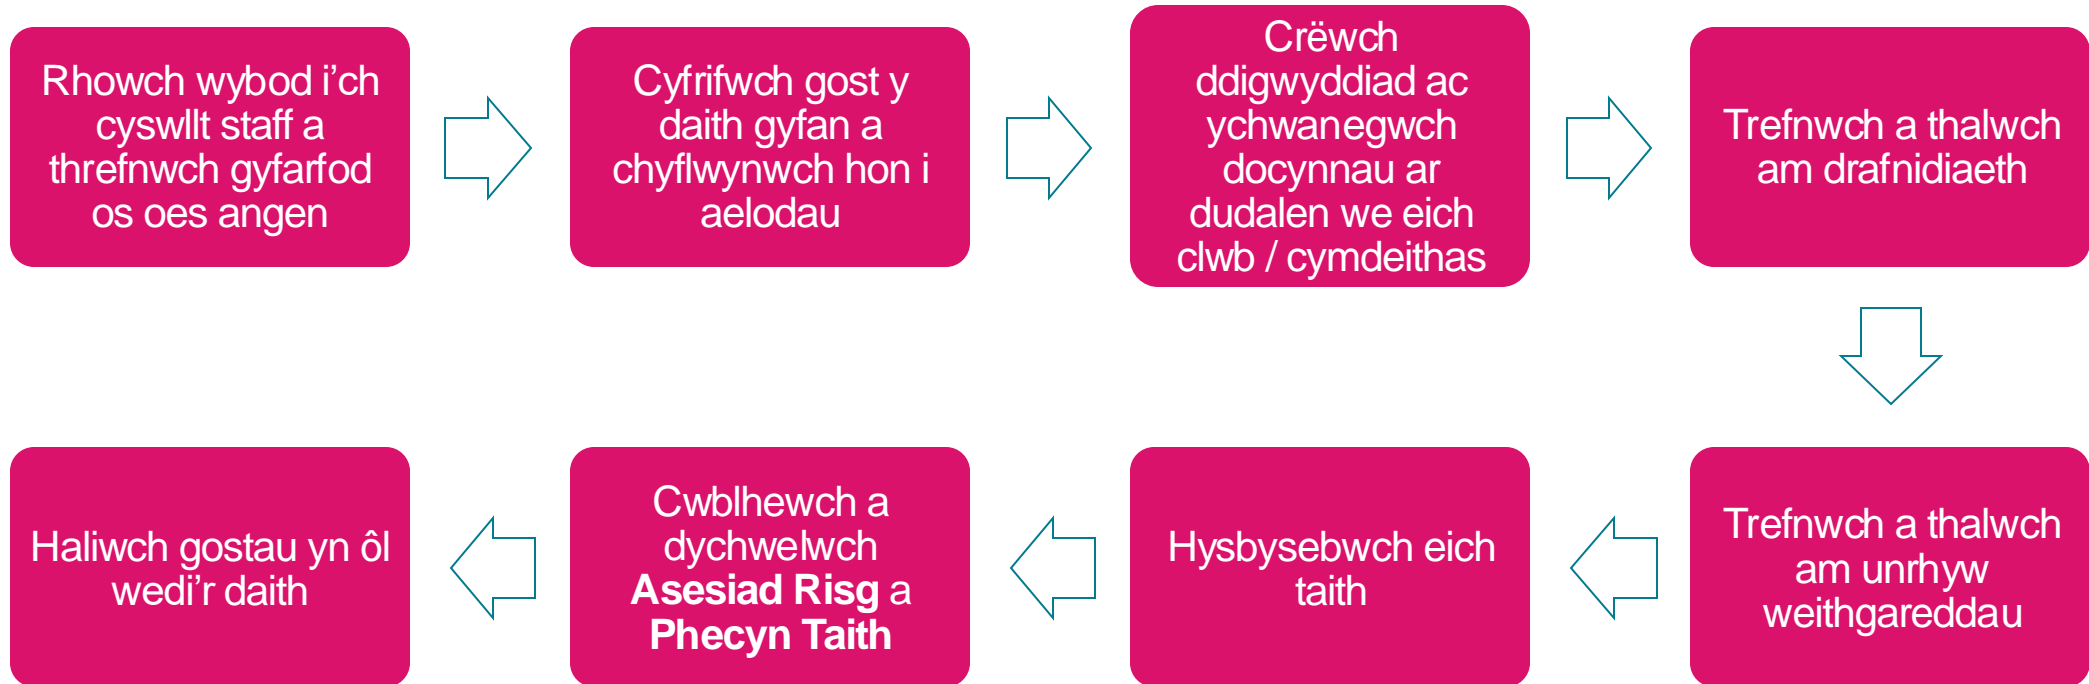 Rhowch wybod i'ch
cyswllt staff a
threfnwch gyfarfod
os oes angen
Cyfrifwch gost y
daith gyfan a
chyflwynwch hon i
aelodau
Crëwch
ddigwyddiad ac
ychwanegwch
docynnau ar
dudalen we eich
clwb / cymdeithas
Trefnwch a thalwch
am drafnidiaeth
Trefnwch a thalwch
am unrhyw
weithgareddau
Hysbysebwch eich
taith
Cwblhewch a
dychwelwch
Asesiad Risg a
Phecyn Taith
Haliwch gostau yn ôl
wedi'r daith